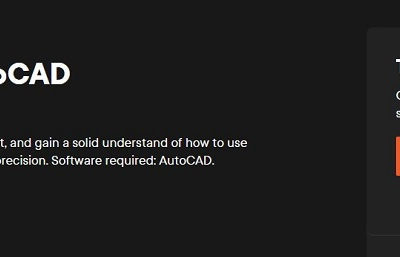 oCAD
t, and gain a solid understand of how to use
recision. Software required: AutoCAD.